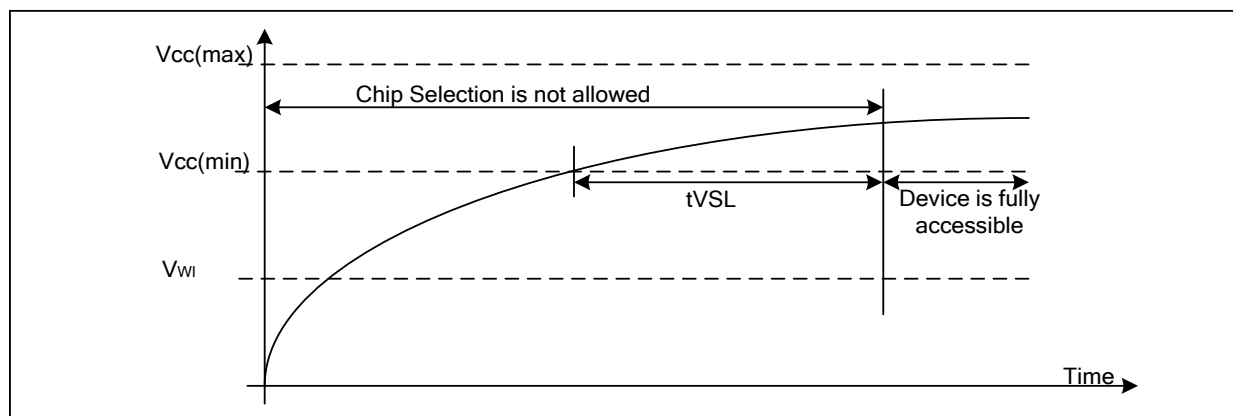 Vcc(max)
Chip Selection is not allowed
Vcc(min)
tVSL
Device is fully
accessible
VWI
Time